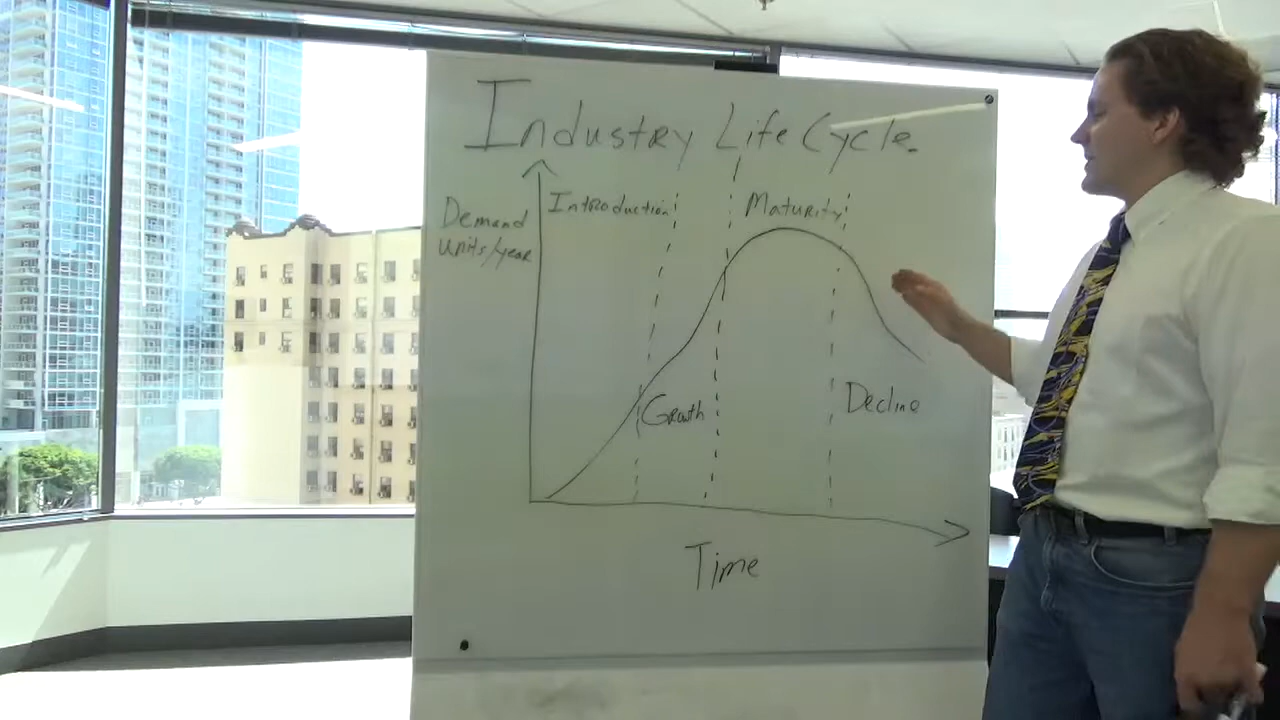 Industry Life Cycle.
Introduction
Maturity
Demand
units/year
Growth
Decline
Time